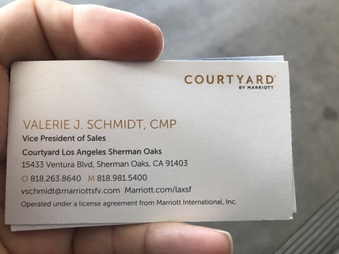 COURTYARD®
BY MARRIOTT
VALERIE J. SCHMIDT, CMP
Vice President of Sales
Courtyard Los Angeles Sherman Oaks
15433 Ventura Blvd, Sherman Oaks, CA 91403
O 818.263.8640 M 818.981.5400
vschmidt@marriottsfv.com Marriott.com/laxsf
Operated under a license agreement from Marriott International, Inc.